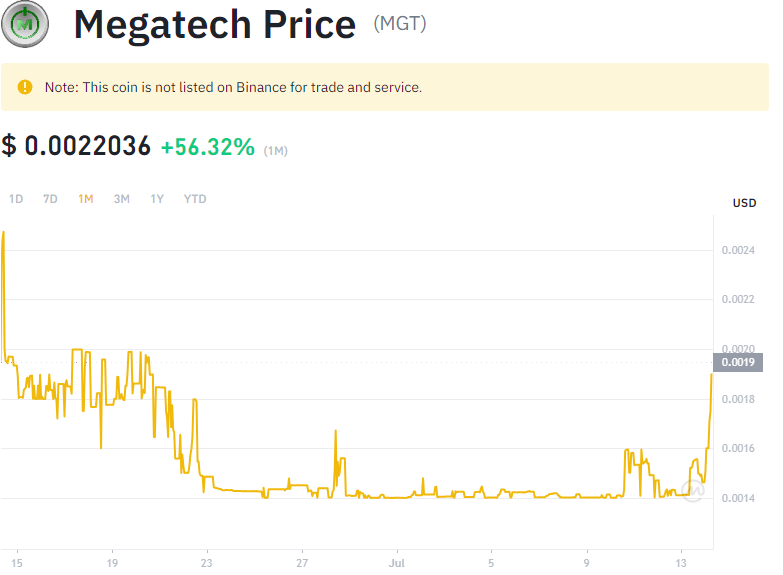 Megatech Price (MGT)
Note: This coin is not listed on Binance for trade and service.
$ 0.0022036 +56.32% (1M)
1D 7D 1M 3M 1Y YTD
USD
0.0024
0.0022
0.0020
0.0019
0.0018
0.0016
0.0014
15 19 23 27 Jul 5 9 13